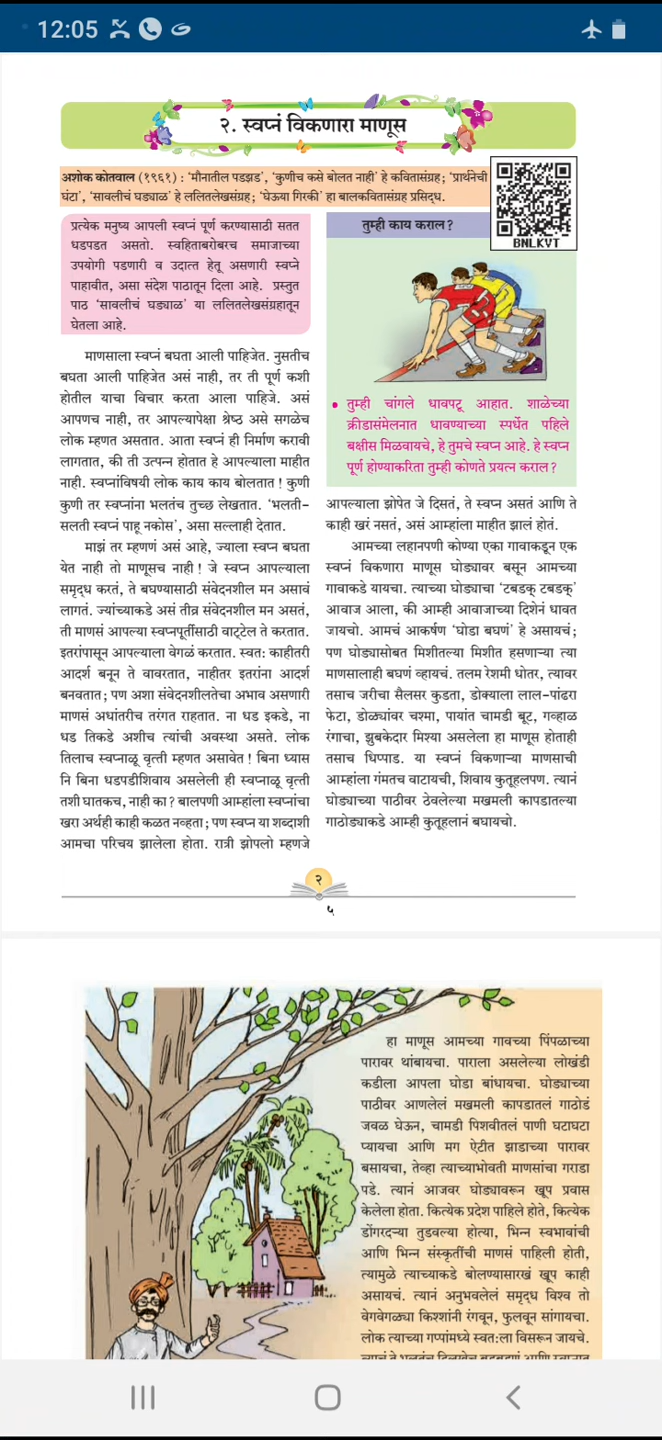 12:05
२. स्वप्नं विकणारा माणूस
अशोक कोतवाल (१९६१) : 'मौनातील पडझड', 'कुणीच कसे बोलत नाही' हे कवितासंग्रह; 'प्रार्थनेची
घंटा', 'सावलीचं घड्याळ' हे ललितलेखसंग्रह; 'घेऊया गिरकी' हा बालकवितासंग्रह प्रसिद्ध.
BNLKVT
प्रत्येक मनुष्य आपली स्वप्नं पूर्ण करण्यासाठी सतत
धडपडत असतो. स्वहिताबरोबरच समाजाच्या
उपयोगी पडणारी व उदात्त हेतू असणारी स्वप्ने
पाहावीत, असा संदेश पाठातून दिला आहे. प्रस्तुत
पाठ 'सावलीचं घड्याळ' या ललितलेखसंग्रहातून
घेतला आहे.
माणसाला स्वप्नं बघता आली पाहिजेत. नुसतीच
बघता आली पाहिजेत असं नाही, तर ती पूर्ण कशी
होतील याचा विचार करता आला पाहिजे. असं
आपणच नाही, तर आपल्यापेक्षा श्रेष्ठ असे सगळेच
लोक म्हणत असतात. आता स्वप्नं ही निर्माण करावी
लागतात, की ती उत्पन्न होतात हे आपल्याला माहीत
नाही. स्वप्नांविषयी लोक काय काय बोलतात ! कुणी
कुणी तर स्वप्नांना भलतंच तुच्छ लेखतात. 'भलती-
सलती स्वप्नं पाहू नकोस', असा सल्लाही देतात.
माझं तर म्हणणं असं आहे, ज्याला स्वप्न बघता
येत नाही तो माणूसच नाही ! जे स्वप्न आपल्याला
समृद्ध करतं, ते बघण्यासाठी संवेदनशील मन असावं
लागतं. ज्यांच्याकडे असं तीव्र संवेदनशील मन असतं,
ती माणसं आपल्या स्वप्नपूर्तीसाठी वाट्टेल ते करतात.
इतरांपासून आपल्याला वेगळं करतात. स्वत: काहीतरी
आदर्श बनून ते वावरतात, नाहीतर इतरांना आदर्श
बनवतात; पण अशा संवेदनशीलतेचा अभाव असणारी
माणसं अधांतरीच तरंगत राहतात. ना धड इकडे, ना
धड तिकडे अशीच त्यांची अवस्था असते. लोक
तिलाच स्वप्नाळू वृत्ती म्हणत असावेत ! बिना ध्यास
नि बिना धडपडीशिवाय असलेली ही स्वप्नाळू वृत्ती
तशी घातकच, नाही का ? बालपणी आम्हांला स्वप्नांचा
खरा अर्थही काही कळत नव्हता; पण स्वप्न या शब्दाशी
आमचा परिचय झालेला होता. रात्री झोपलो म्हणजे
तुम्ही काय कराल ?
• तुम्ही चांगले धावपटू आहात. शाळेच्या
क्रीडासंमेलनात धावण्याच्या स्पर्धेत पहिले
बक्षीस मिळवायचे, हे तुमचे स्वप्न आहे. हे स्वप्न
पूर्ण होण्याकरिता तुम्ही कोणते प्रयत्न कराल ?
आपल्याला झोपेत जे दिसतं, ते स्वप्न असतं आणि ते
काही खरं नसतं, असं आम्हांला माहीत झालं होतं.
आमच्या लहानपणी कोण्या एका गावाकडून एक
स्वप्नं विकणारा माणूस घोड्यावर बसून आमच्या
गावाकडे यायचा. त्याच्या घोड्याचा 'टबडक् टबडक्'
आवाज आला, की आम्ही आवाजाच्या दिशेनं धावत
जायचो. आमचं आकर्षण 'घोडा बघणं' हे असायचं;
पण घोड्यासोबत मिशीतल्या मिशीत हसणाऱ्या त्या
माणसालाही बघणं व्हायचं. तलम रेशमी धोतर, त्यावर
तसाच जरीचा सैलसर कुडता, डोक्याला लाल-पांढरा
फेटा, डोळ्यांवर चश्मा, पायांत चामडी बूट, गव्हाळ
रंगाचा, झुबकेदार मिश्या असलेला हा माणूस होताही
तसाच धिप्पाड. या स्वप्नं विकणाऱ्या माणसाची
आम्हांला गंमतच वाटायची, शिवाय कुतूहलपण. त्यानं
घोड्याच्या पाठीवर ठेवलेल्या मखमली कापडातल्या
गाठोड्याकडे आम्ही कुतूहलानं बघायचो.
२
५
हा माणूस आमच्या गावच्या पिंपळाच्या
पारावर थांबायचा. पाराला असलेल्या लोखंडी
कडीला आपला घोडा बांधायचा. घोड्याच्या
पाठीवर आणलेलं मखमली कापडातलं गाठोडं
जवळ घेऊन, चामडी पिशवीतलं पाणी घटाघटा
प्यायचा आणि मग ऐटीत झाडाच्या पारावर
बसायचा, तेव्हा त्याच्याभोवती माणसांचा गराडा
पडे. त्यानं आजवर घोड्यावरून खूप प्रवास
केलेला होता. कित्येक प्रदेश पाहिले होते, कित्येक
डोंगरदऱ्या तुडवल्या होत्या, भिन्न स्वभावांची
आणि भिन्न संस्कृतींची माणसं पाहिली होती,
त्यामुळे त्याच्याकडे बोलण्यासारखं खूप काही
असायचं. त्यानं अनुभवलेलं समृद्ध विश्व तो
वेगवेगळ्या किश्शांनी रंगवून, फुलवून सांगायचा.
लोक त्याच्या गप्पांमध्ये स्वत:ला विसरून जायचे.